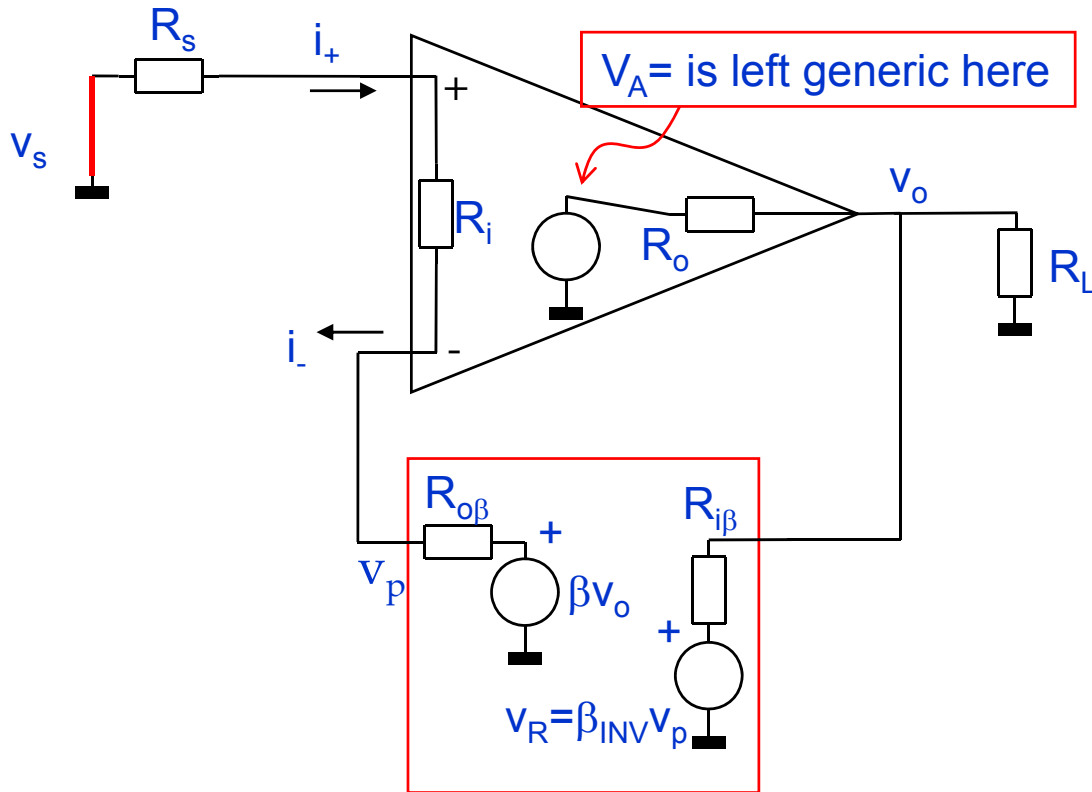 Rs
i+
VA= is left generic here
+
vs
vo
Ri
Ro
RL
i-
-
Roβ
Riβ
+
vp
βvo
+
vR=βINVvp